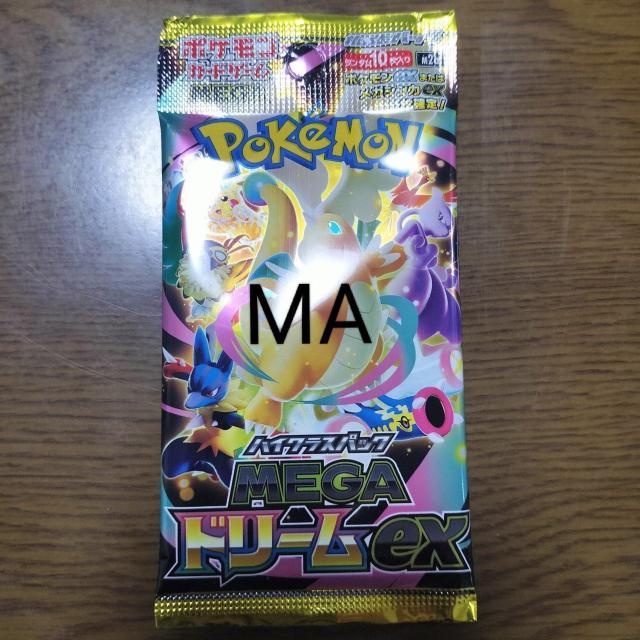 ポケモン
カードゲーム
ランダム10枚入り
ポケモンexまたは
メガシンカex
確定!
POKÉMON
MA
ハイクラスパック
MEGA
ドリームex